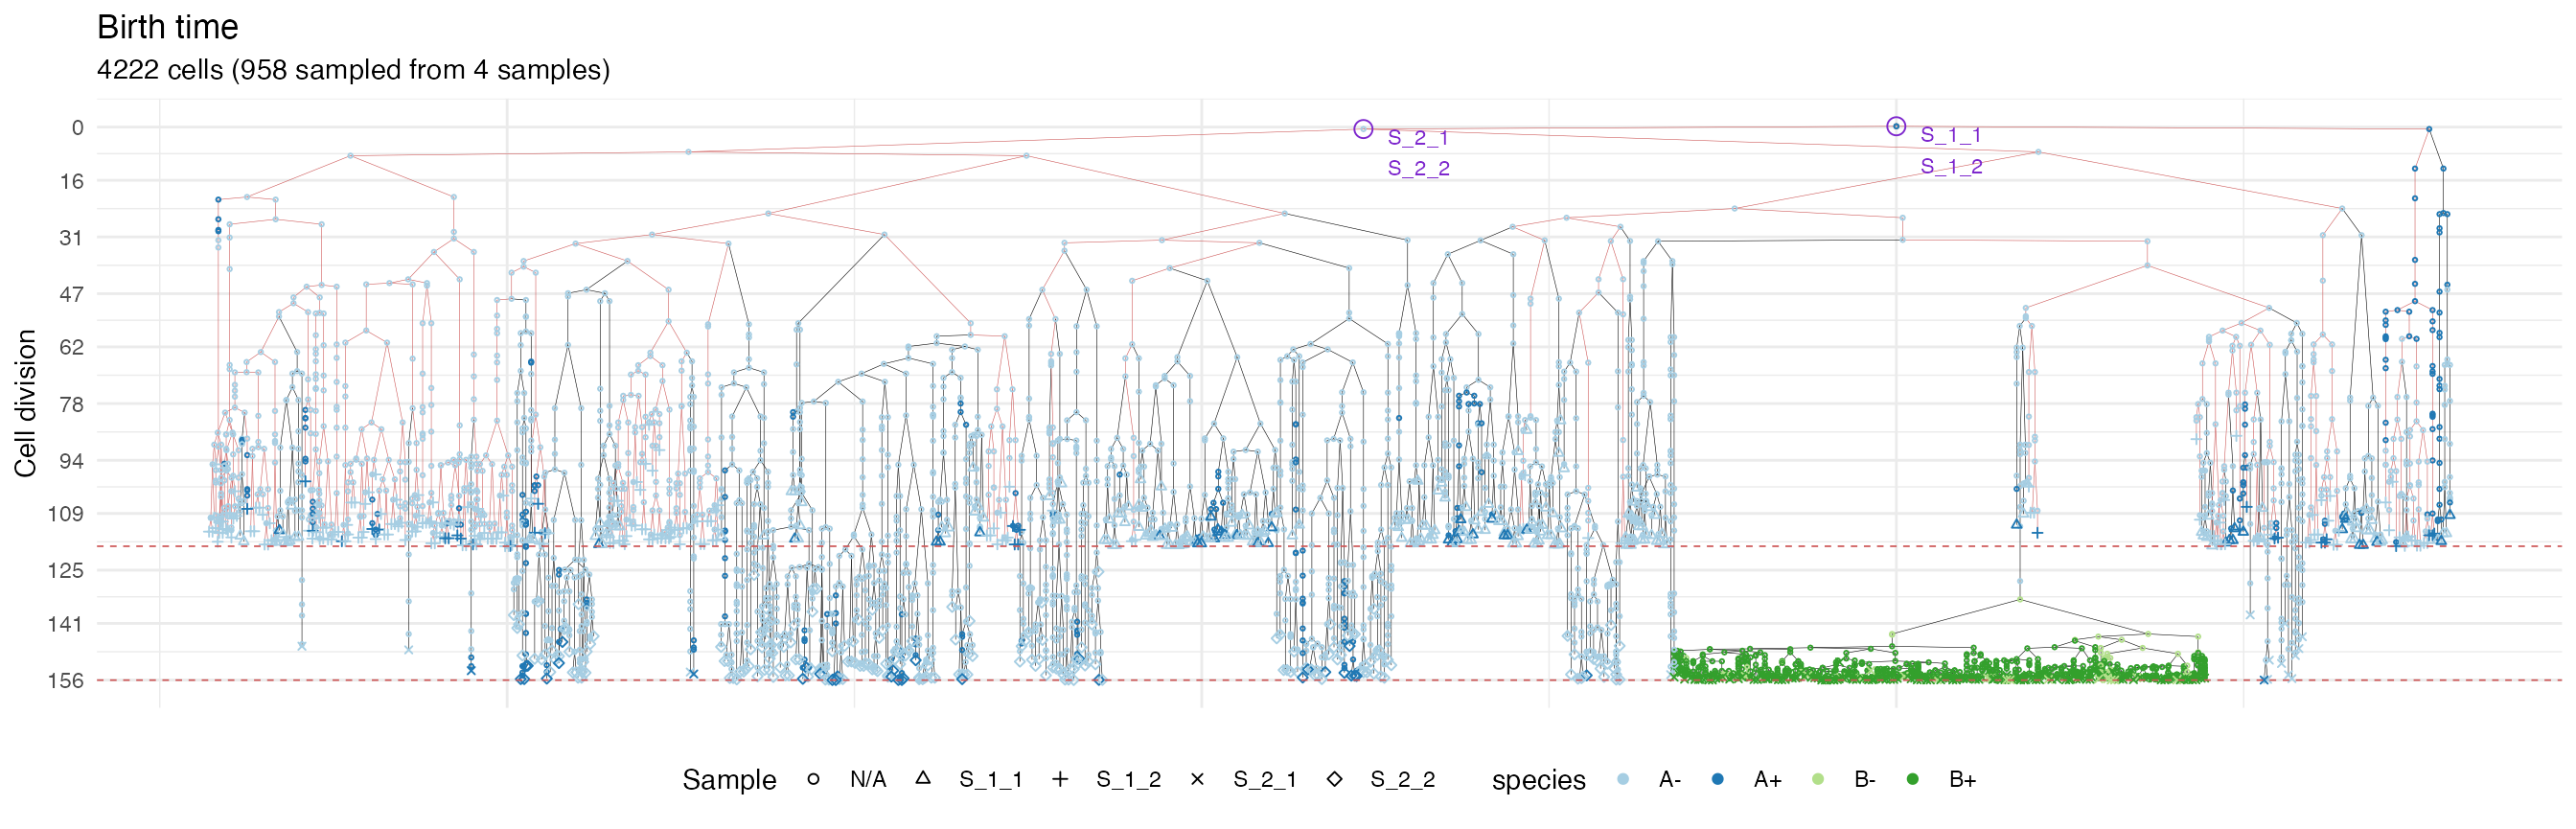 Birth time
4222 cells (958 sampled from 4 samples)
0
16
31
47
62
78
94
109
125
141
156
Cell division
S_2_1
S_2_2
S_1_1
S_1_2
Sample N/A S_1_1 S_1_2 S_2_1 S_2_2 species A- A+ B- B+